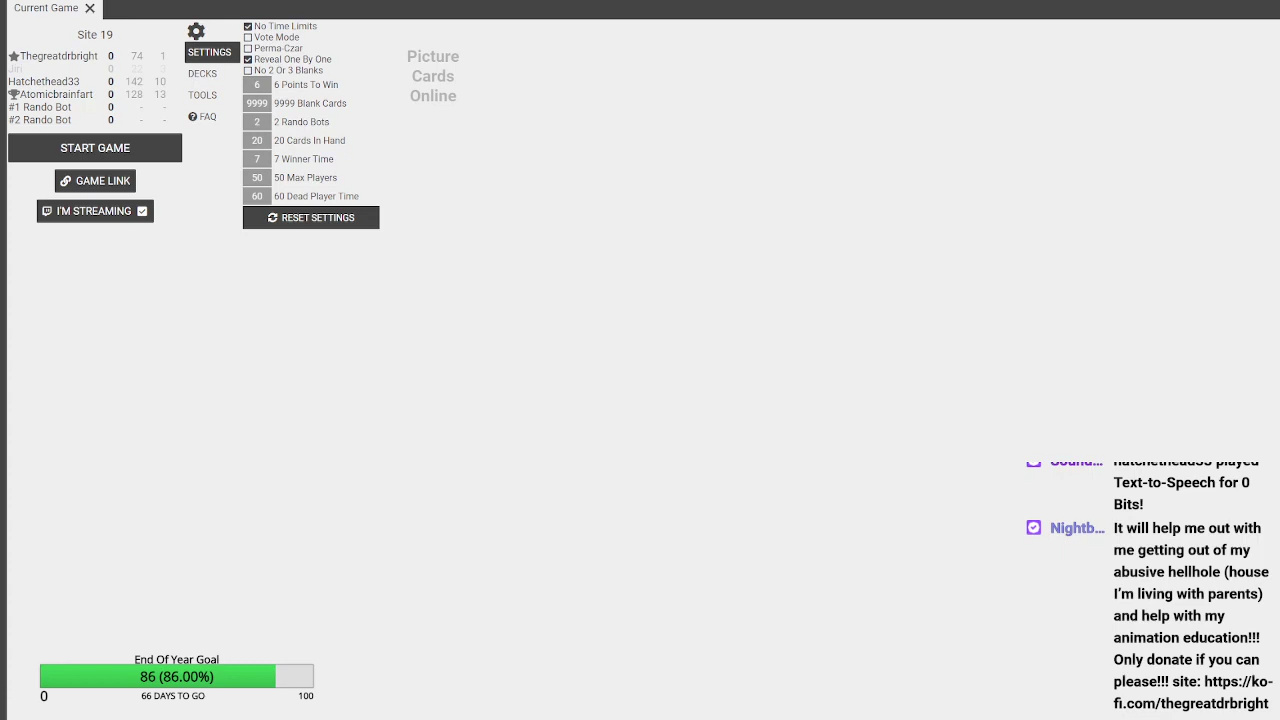 Current Game
Site 19
Thegreatdrbright 0 74 1
Jiri 0 32 3
Hatchethead33 0 142 10
Atomicbrainfart 0 128 13
#1 Rando Bot 0 - -
#2 Rando Bot 0 - -
START GAME
GAME LINK
I'M STREAMING
SETTINGS
DECKS
TOOLS
FAQ
No Time Limits
Vote Mode
Perma-Czar
Reveal One By One
No 2 Or 3 Blanks
6 6 Points To Win
9999 9999 Blank Cards
2 2 Rando Bots
20 20 Cards In Hand
7 7 Winner Time
50 50 Max Players
60 60 Dead Player Time
RESET SETTINGS
Picture
Cards
Online
Sound... hatchethead33 played
Text-to-Speech for 0
Bits!
Nightb... It will help me out with
me getting out of my
abusive hellhole (house
I'm living with parents)
and help with my
animation education!!!
Only donate if you can
please!!! site: https://ko-
fi.com/thegreatdrbright
End Of Year Goal
86 (86.00%)
0 66 DAYS TO GO 100